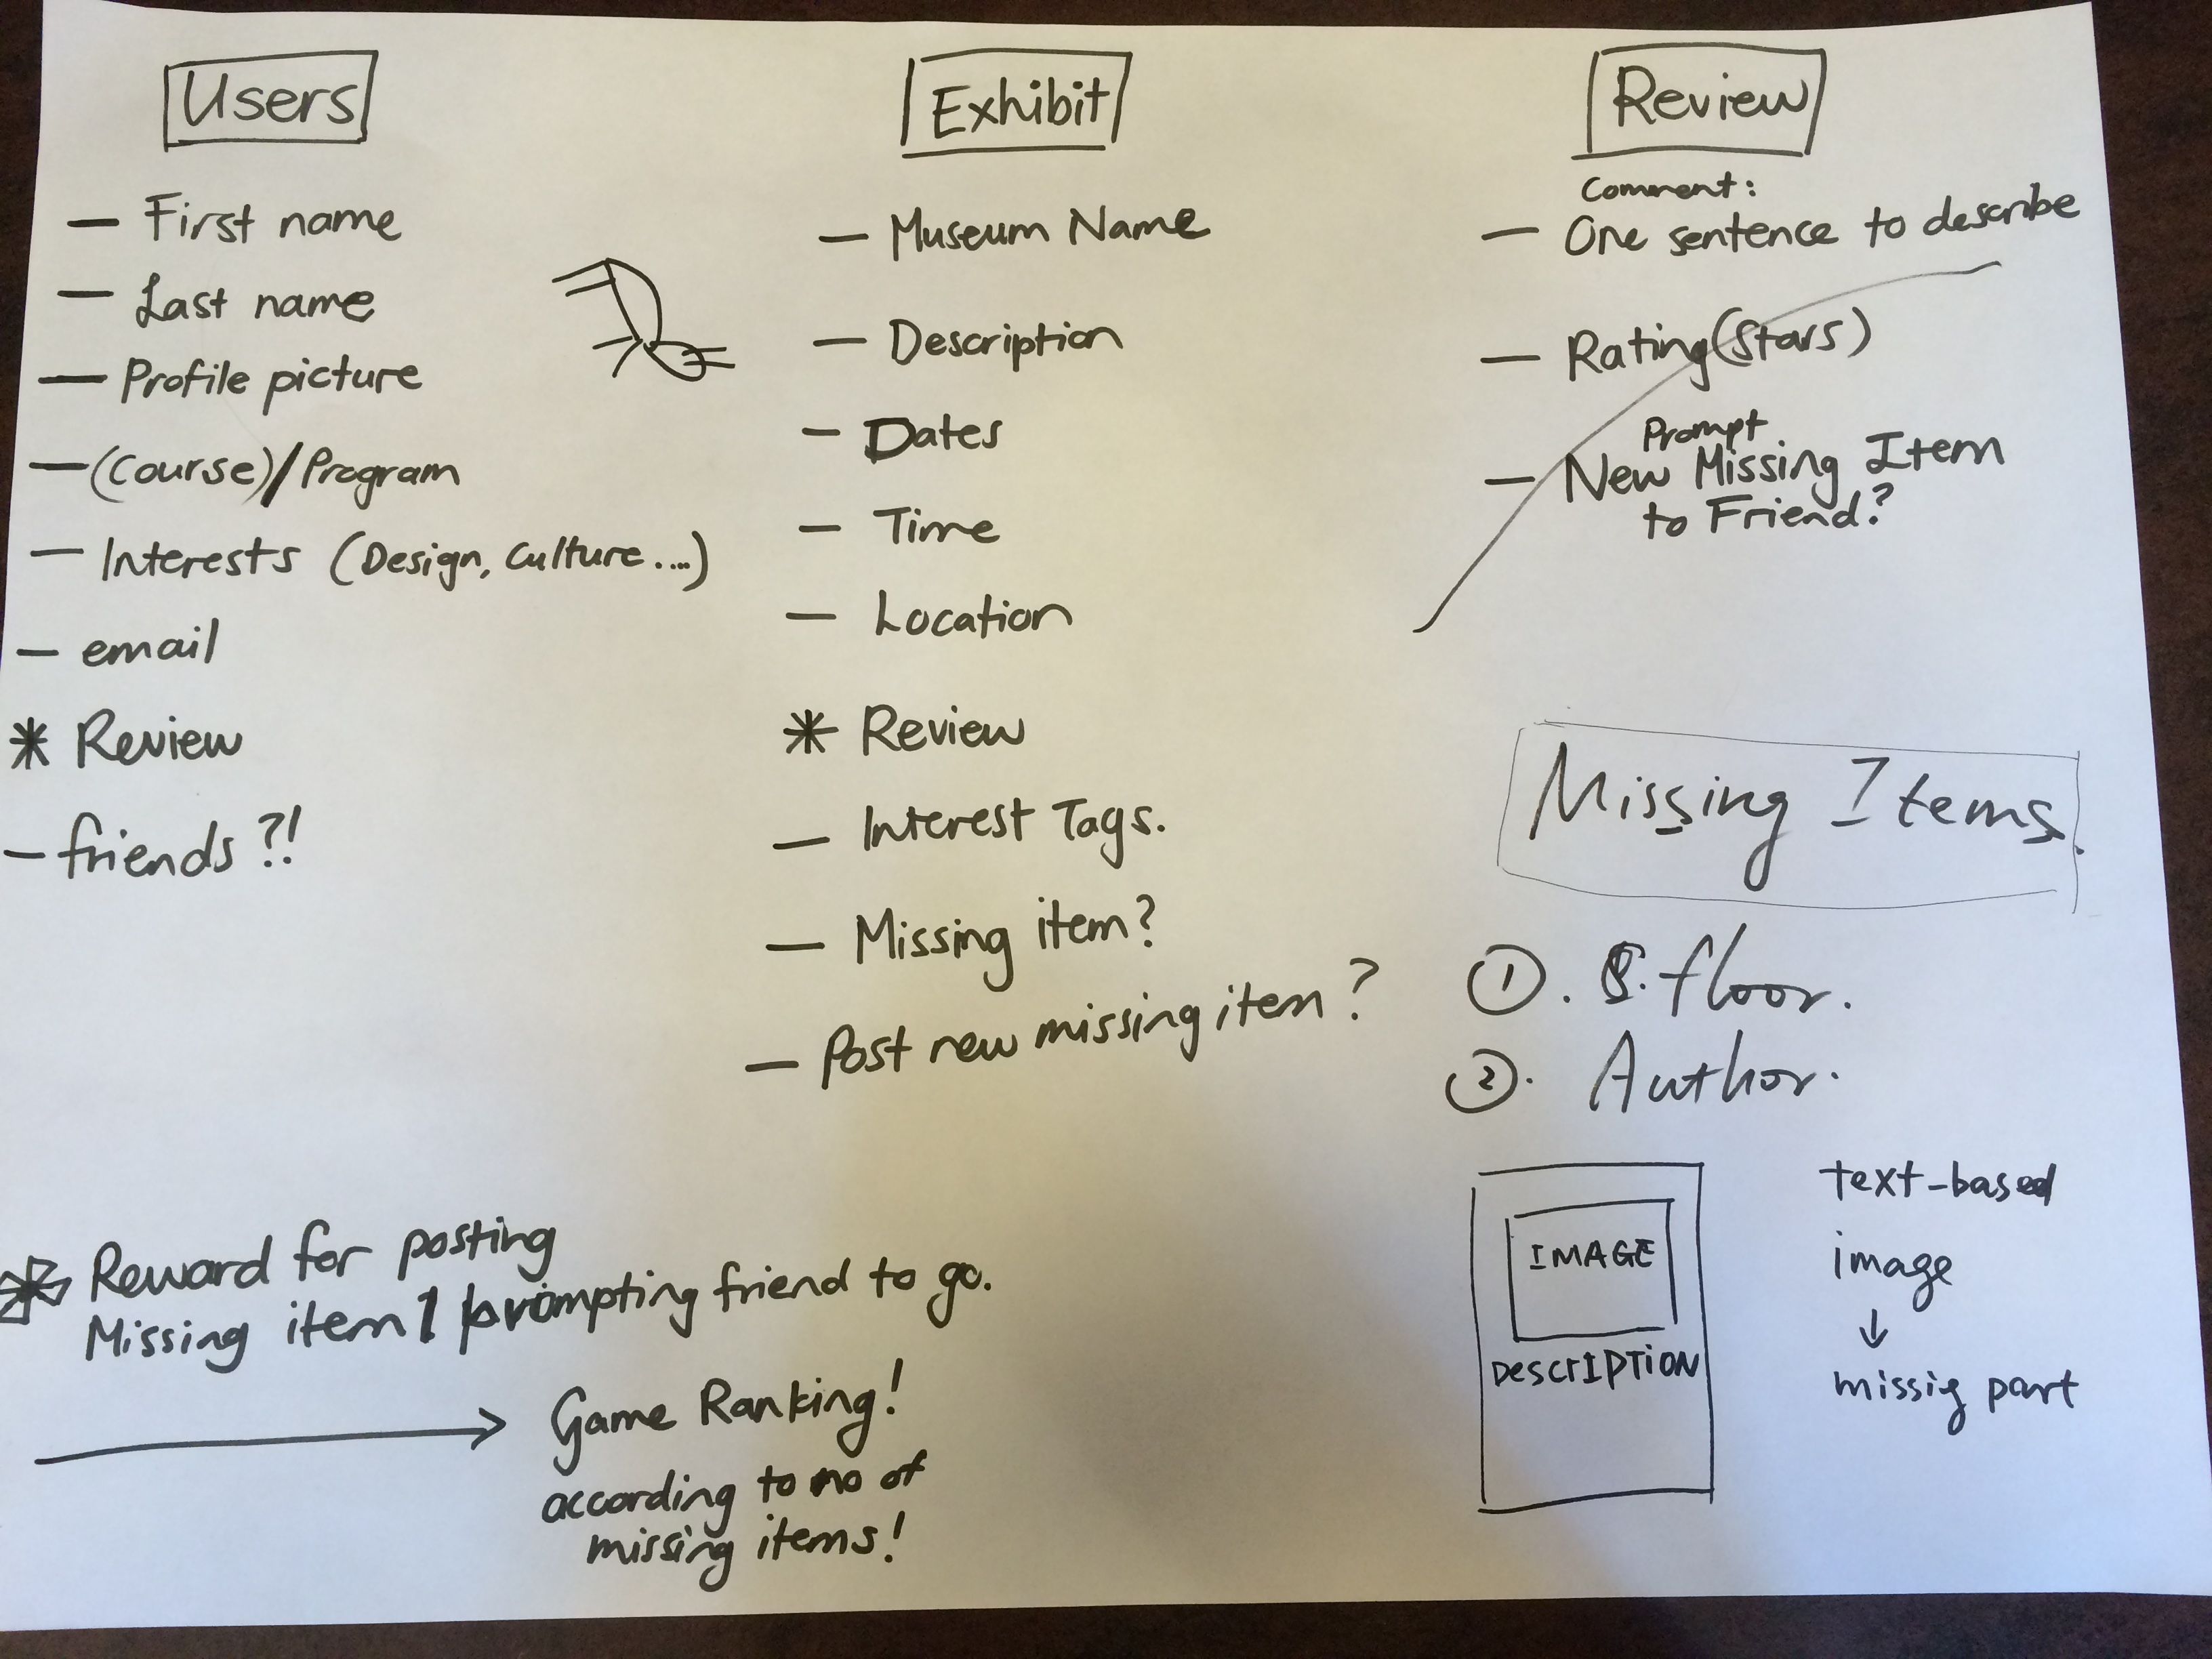 Users
— First name
— Last name
— Profile picture
— (Course)/Program
— Interests (Design, Culture...)
— email
* Review
— friends?!
Exhibit
— Museum Name
— Description
— Dates
— Time
— Location
* Review
— Interest Tags.
— Missing item?
— Post new missing item?
Review
Comment:
— One sentence to describe
— Rating (Stars)
Prompt
— New Missing Item
to Friend?
Missing Items.
①. floor.
②. Author.
IMAGE
DESCRIPTION
text-based
image
↓
missig part
* Reward for posting
Missing item / prompting friend to go.
→ Game Ranking!
according to no of
missing items!